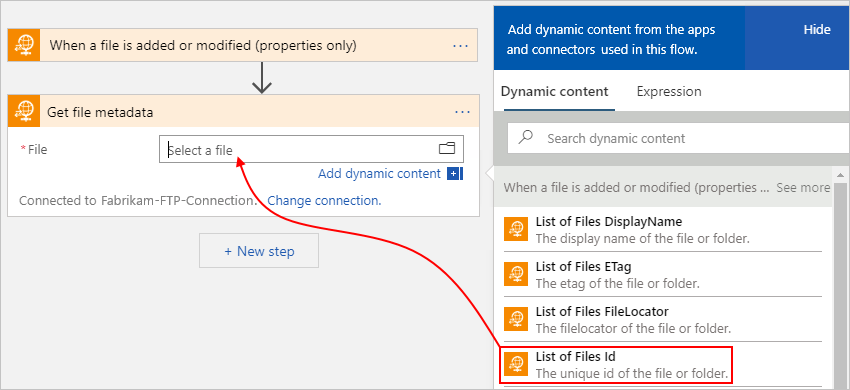 When a file is added or modified (properties only)
...
Get file metadata
...
* File
Select a file
Add dynamic content
Connected to Fabrikam-FTP-Connection. Change connection.
+ New step
Add dynamic content from the apps
and connectors used in this flow.
Hide
Dynamic content
Expression
Search dynamic content
When a file is added or modified (properties ...
See more
List of Files DisplayName
The display name of the file or folder.
List of Files ETag
The etag of the file or folder.
List of Files FileLocator
The filelocator of the file or folder.
List of Files Id
The unique id of the file or folder.